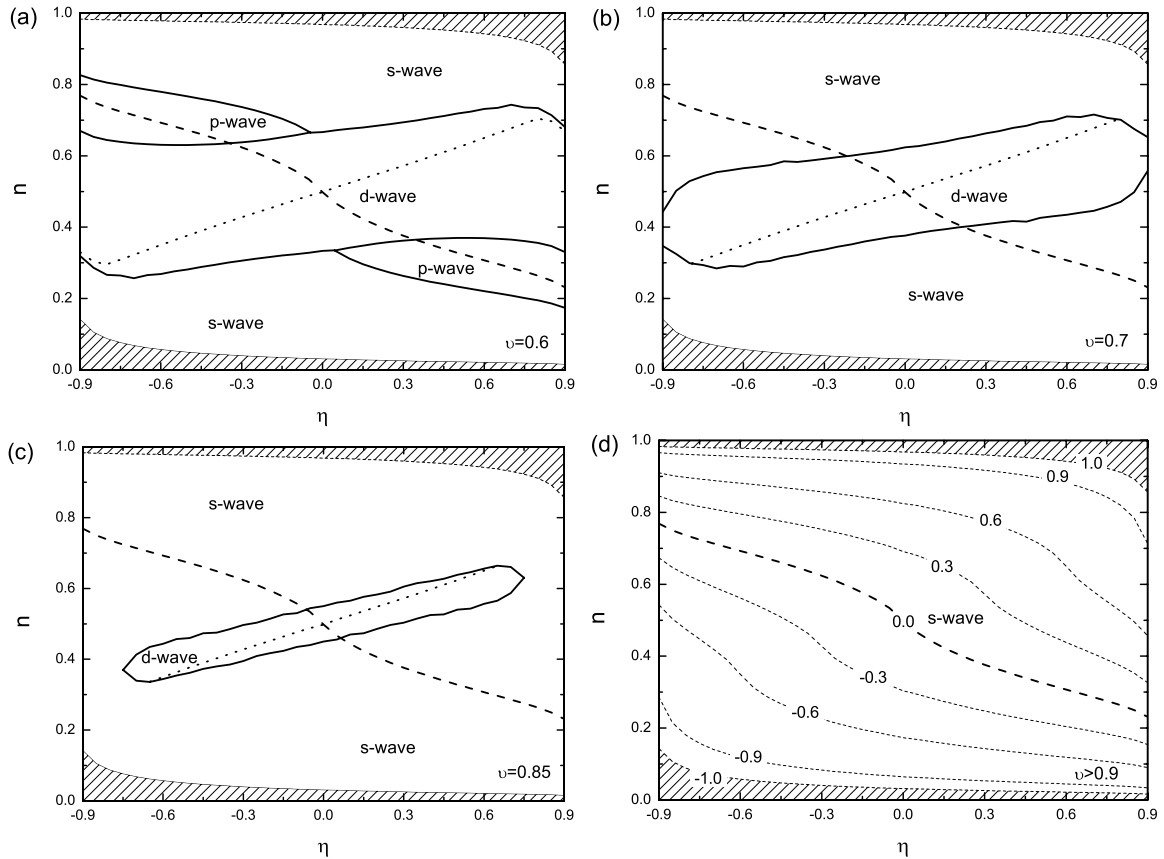 (a)
1.0
0.8
0.6
0.4
0.2
0.0
n
s-wave
p-wave
d-wave
p-wave
s-wave
υ=0.6
-0.9
-0.6
-0.3
0.0
0.3
0.6
0.9
η
(b)
1.0
0.8
0.6
0.4
0.2
0.0
n
s-wave
d-wave
s-wave
υ=0.7
-0.9
-0.6
-0.3
0.0
0.3
0.6
0.9
η
(c)
1.0
0.8
0.6
0.4
0.2
0.0
n
s-wave
d-wave
s-wave
υ=0.85
-0.9
-0.6
-0.3
0.0
0.3
0.6
0.9
η
(d)
1.0
0.8
0.6
0.4
0.2
0.0
n
1.0
0.9
0.6
0.3
0.0
s-wave
-0.3
-0.6
-0.9
-1.0
υ>0.9
-0.9
-0.6
-0.3
0.0
0.3
0.6
0.9
η